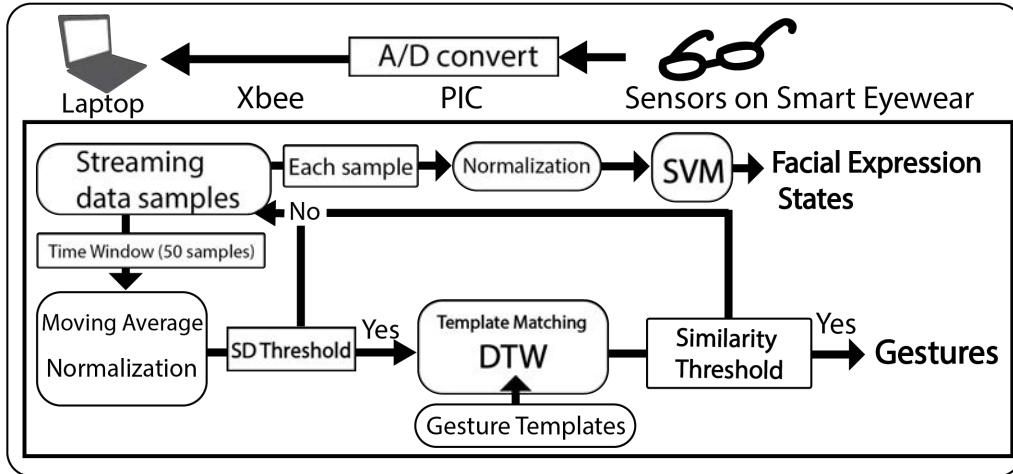 A/D convert
Laptop
Xbee
PIC
Sensors on Smart Eyewear
Streaming
data samples
Each sample
Normalization
SVM
Facial Expression
States
No
Time Window (50 samples)
Moving Average
Normalization
SD Threshold
Yes
Template Matching
DTW
Similarity
Threshold
Yes
Gestures
Gesture Templates